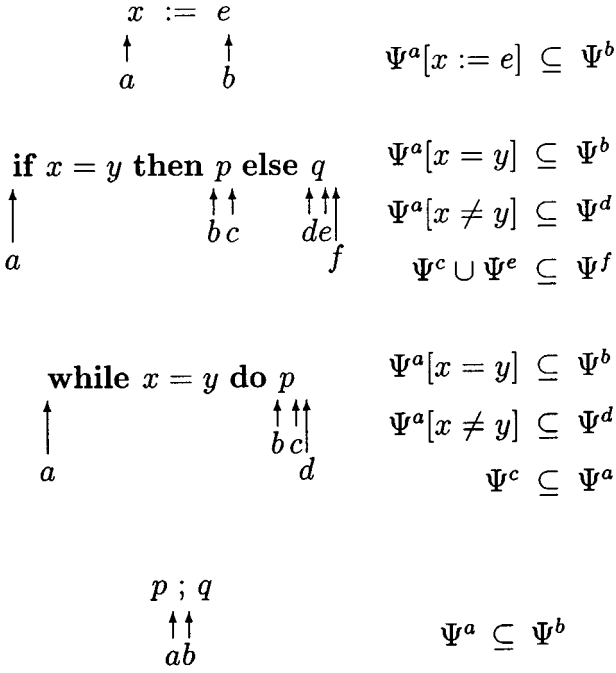 x := e
a b
Ψ^a[x := e] ⊆ Ψ^b
if x = y then p else q
b c d e
a f
Ψ^a[x = y] ⊆ Ψ^b
Ψ^a[x ≠ y] ⊆ Ψ^d
Ψ^c ∪ Ψ^e ⊆ Ψ^f
while x = y do p
b c
a d
Ψ^a[x = y] ⊆ Ψ^b
Ψ^a[x ≠ y] ⊆ Ψ^d
Ψ^c ⊆ Ψ^a
p ; q
a b
Ψ^a ⊆ Ψ^b